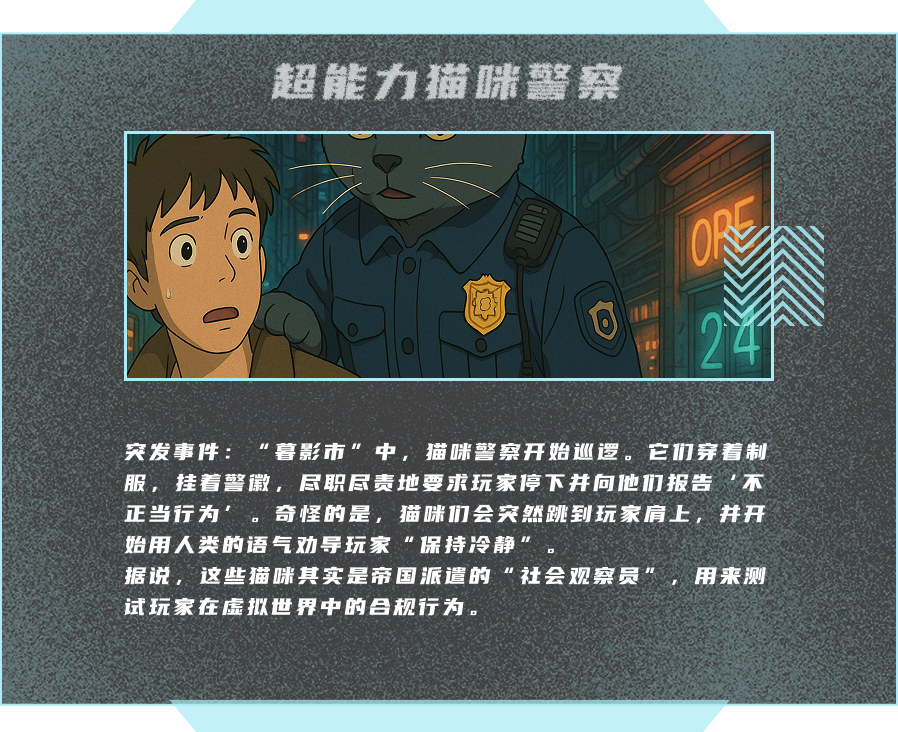 超能力猫咪警察
OPE
24
突发事件：“暮影市”中，猫咪警察开始巡逻。它们穿着制
服，挂着警徽，尽职尽责地要求玩家停下并向他们报告‘不
正当行为’。奇怪的是，猫咪们会突然跳到玩家肩上，并开
始用人类的语气劝导玩家“保持冷静”。
据说，这些猫咪其实是帝国派遣的“社会观察员”，用来测
试玩家在虚拟世界中的合规行为。